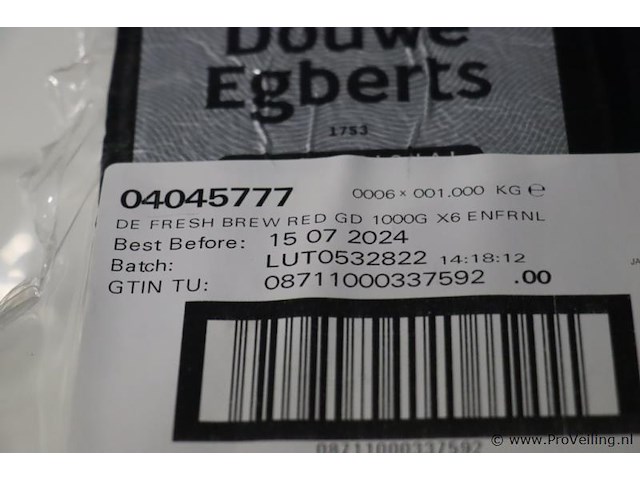 Douwe
Egberts
1753
04045777 0006 x 001.000 KG ℮
DE FRESH BREW RED GD 1000G X6 ENFRNL
Best Before: 15 07 2024
Batch: LUT0532822 14:18:12
GTIN TU: 08711000337592 .00
08711000337592
© www.ProVeiling.nl